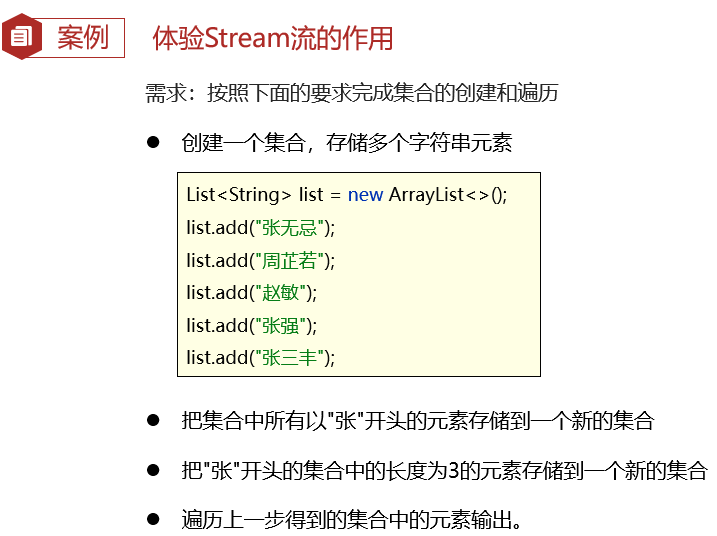 案例
体验Stream流的作用
需求：按照下面的要求完成集合的创建和遍历
● 创建一个集合，存储多个字符串元素
List<String> list = new ArrayList<>();
list.add("张无忌");
list.add("周芷若");
list.add("赵敏");
list.add("张强");
list.add("张三丰");
● 把集合中所有以"张"开头的元素存储到一个新的集合
● 把"张"开头的集合中的长度为3的元素存储到一个新的集合
● 遍历上一步得到的集合中的元素输出。